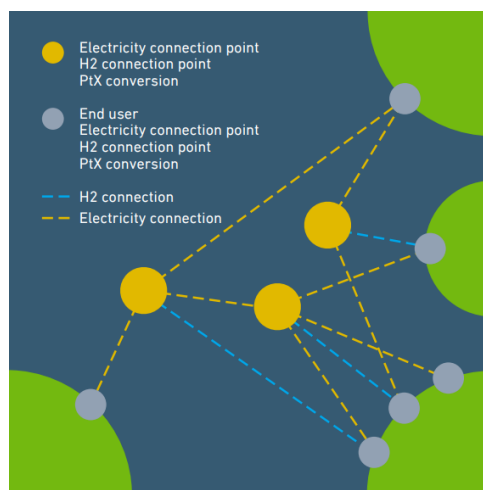 Electricity connection point
H2 connection point
PtX conversion
End user
Electricity connection point
H2 connection point
PtX conversion
H2 connection
Electricity connection